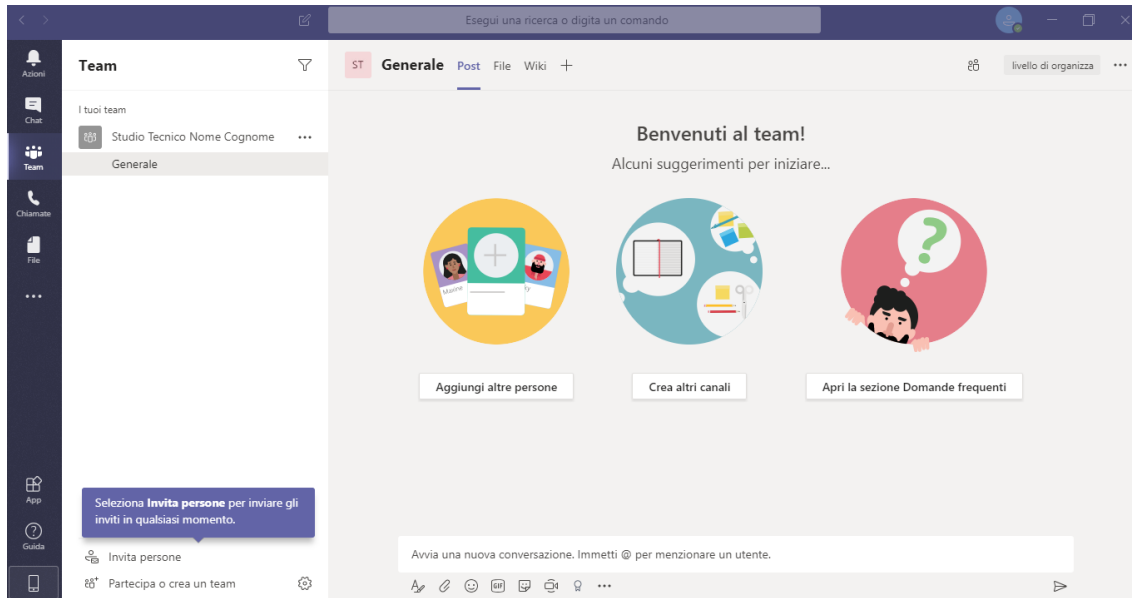 Esegui una ricerca o digita un comando
Azioni
Chat
Team
Chiamate
File
App
Guida
Team
I tuoi team
Studio Tecnico Nome Cognome
Generale
Seleziona Invita persone per inviare gli
inviti in qualsiasi momento.
Invita persone
Partecipa o crea un team
ST Generale Post File Wiki
livello di organizza
Benvenuti al team!
Alcuni suggerimenti per iniziare...
Maxine
Aggiungi altre persone
Crea altri canali
?
Apri la sezione Domande frequenti
Avvia una nuova conversazione. Immetti @ per menzionare un utente.
GIF